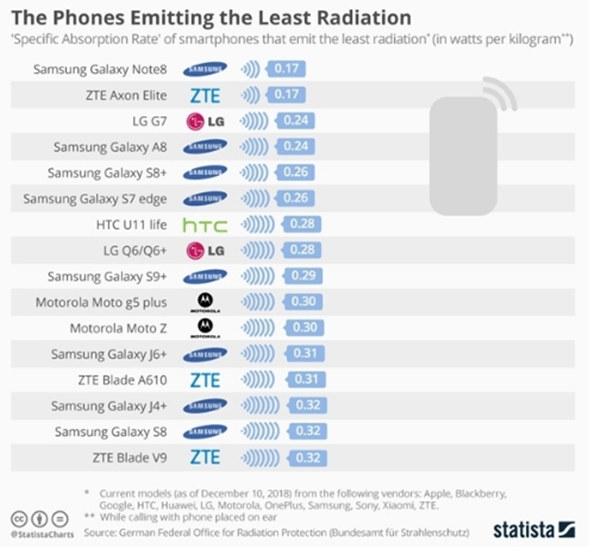 The Phones Emitting the Least Radiation
'Specific Absorption Rate' of smartphones that emit the least radiation* (in watts per kilogram**)
Samsung Galaxy Note8 SAMSUNG 0.17
ZTE Axon Elite ZTE 0.17
LG G7 LG 0.24
Samsung Galaxy A8 SAMSUNG 0.24
Samsung Galaxy S8+ SAMSUNG 0.26
Samsung Galaxy S7 edge SAMSUNG 0.26
HTC U11 life hTC 0.28
LG Q6/Q6+ LG 0.28
Samsung Galaxy S9+ SAMSUNG 0.29
Motorola Moto g5 plus MOTOROLA 0.30
Motorola Moto Z MOTOROLA 0.30
Samsung Galaxy J6+ SAMSUNG 0.31
ZTE Blade A610 ZTE 0.31
Samsung Galaxy J4+ SAMSUNG 0.32
Samsung Galaxy S8 SAMSUNG 0.32
ZTE Blade V9 ZTE 0.32
* Current models (as of December 10, 2018) from the following vendors: Apple, Blackberry,
Google, HTC, Huawei, LG, Motorola, OnePlus, Samsung, Sony, Xiaomi, ZTE.
** While calling with phone placed on ear
@StatistaCharts Source: German Federal Office for Radiation Protection (Bundesamt für Strahlenschutz)
statista